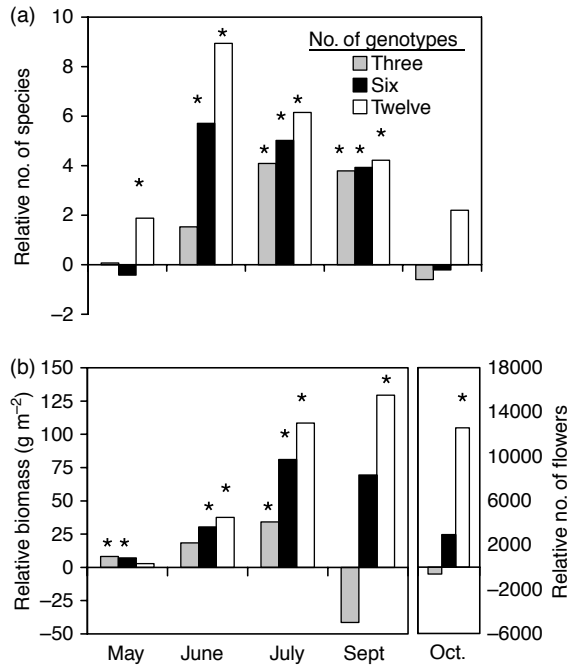 (a)
10
8
6
4
2
0
−2
Relative no. of species
No. of genotypes
Three
Six
Twelve
*
* *
* * *
* * *
(b)
150
125
100
75
50
25
0
−25
−50
Relative biomass (g m−2)
* *
* *
* * *
*
*
18000
14000
10000
6000
2000
−2000
−6000
Relative no. of flowers
May June July Sept Oct.